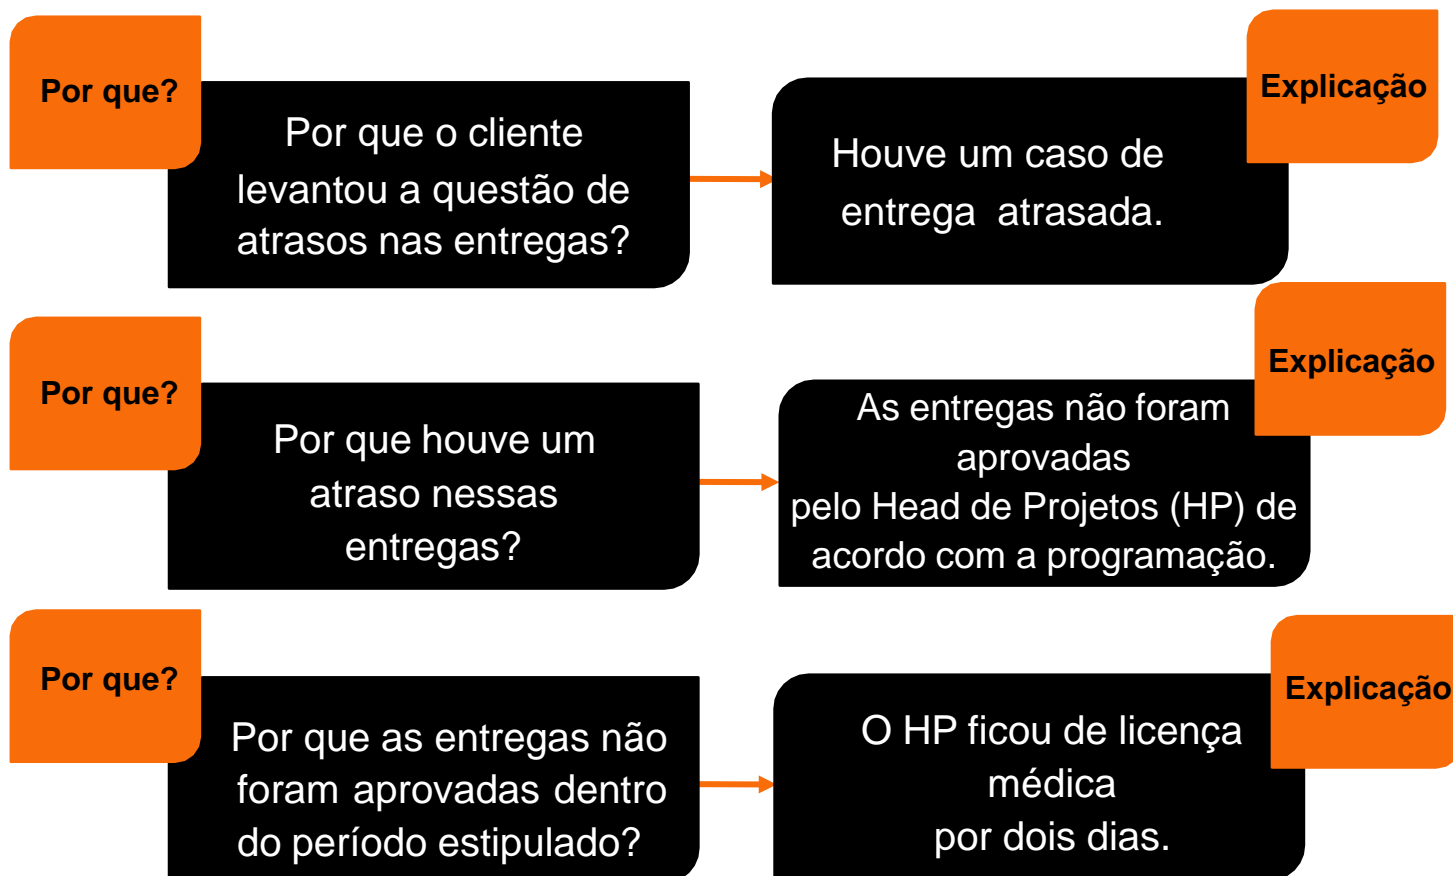 Por que?
Por que o cliente
levantou a questão de
atrasos nas entregas?
Explicação
Houve um caso de
entrega atrasada.
Por que?
Por que houve um
atraso nessas
entregas?
Explicação
As entregas não foram
aprovadas
pelo Head de Projetos (HP) de
acordo com a programação.
Por que?
Por que as entregas não
foram aprovadas dentro
do período estipulado?
Explicação
O HP ficou de licença
médica
por dois dias.